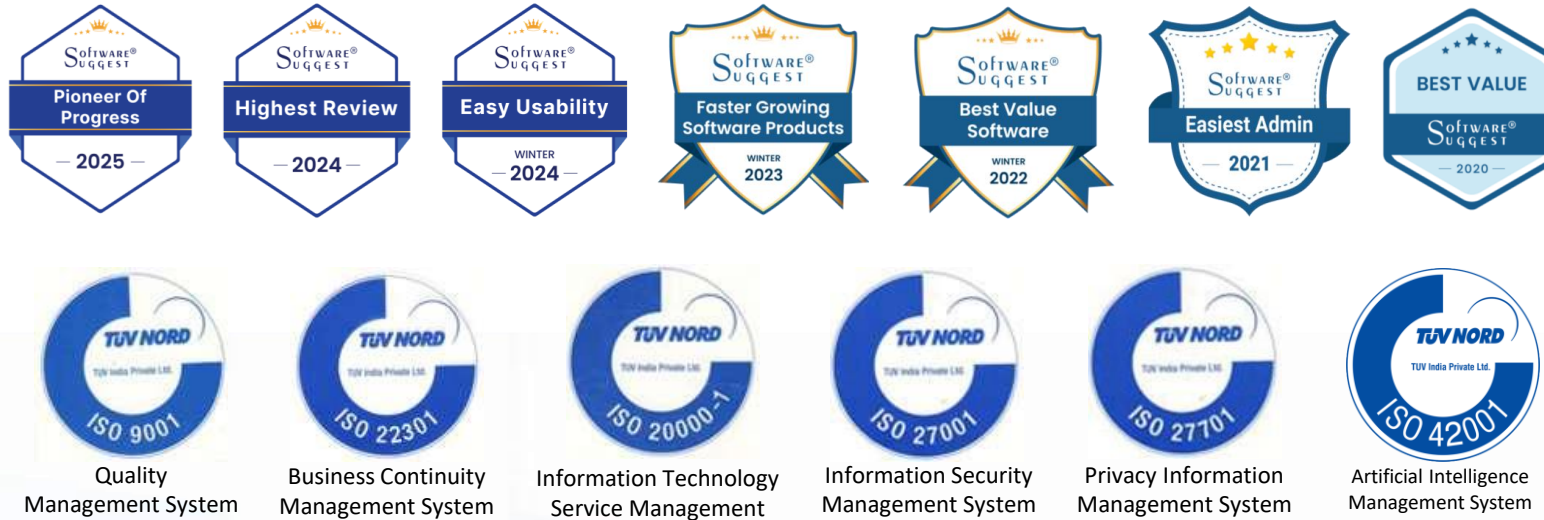 SOFTWARE®
SUGGEST
Pioneer Of
Progress
2025
SOFTWARE®
SUGGEST
Highest Review
2024
SOFTWARE®
SUGGEST
Easy Usability
WINTER
2024
SOFTWARE®
SUGGEST
Faster Growing
Software Products
WINTER
2023
SOFTWARE®
SUGGEST
Best Value
Software
WINTER
2022
SOFTWARE®
SUGGEST
Easiest Admin
2021
BEST VALUE
SOFTWARE®
SUGGEST
2020
TÜV NORD
TÜV India Private Ltd.
ISO 9001
Quality
Management System
TÜV NORD
TÜV India Private Ltd.
ISO 22301
Business Continuity
Management System
TÜV NORD
TÜV India Private Ltd.
ISO 20000-1
Information Technology
Service Management
TÜV NORD
TÜV India Private Ltd.
ISO 27001
Information Security
Management System
TÜV NORD
TÜV India Private Ltd.
ISO 27701
Privacy Information
Management System
TÜV NORD
TÜV India Private Ltd.
ISO 42001
Artificial Intelligence
Management System